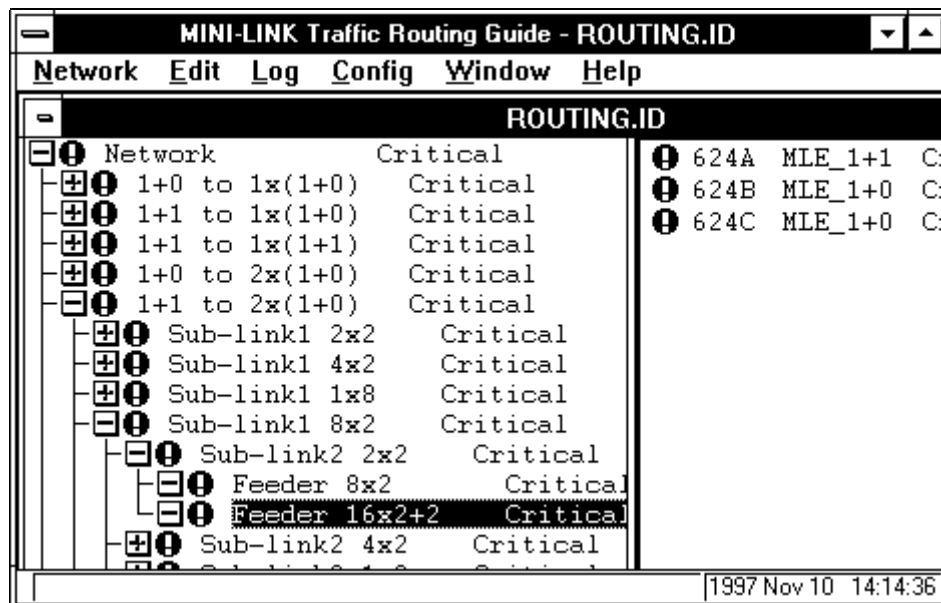 MINI-LINK Traffic Routing Guide - ROUTING.ID
Network Edit Log Config Window Help
ROUTING.ID
Network Critical
1+0 to 1x(1+0) Critical
1+1 to 1x(1+0) Critical
1+1 to 1x(1+1) Critical
1+0 to 2x(1+0) Critical
1+1 to 2x(1+0) Critical
Sub-link1 2x2 Critical
Sub-link1 4x2 Critical
Sub-link1 1x8 Critical
Sub-link1 8x2 Critical
Sub-link2 2x2 Critical
Feeder 8x2 Critical
Feeder 16x2+2 Critical
Sub-link2 4x2 Critical
624A MLE_1+1
624B MLE_1+0
624C MLE_1+0
1997 Nov 10 14:14:36